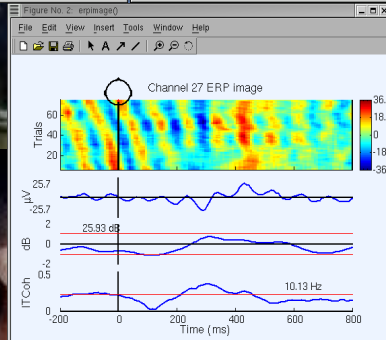 Figure No. 2: erpimage()
File Edit View Insert Tools Window Help
Channel 27 ERP image
Trials
60
40
20
36.
18
0
-18
-36
µV
25.7
-25.7
dB
2
0
-2
25.93 dB
ITCoh
0.5
0
10.13 Hz
-200 0 200 400 600 800
Time (ms)